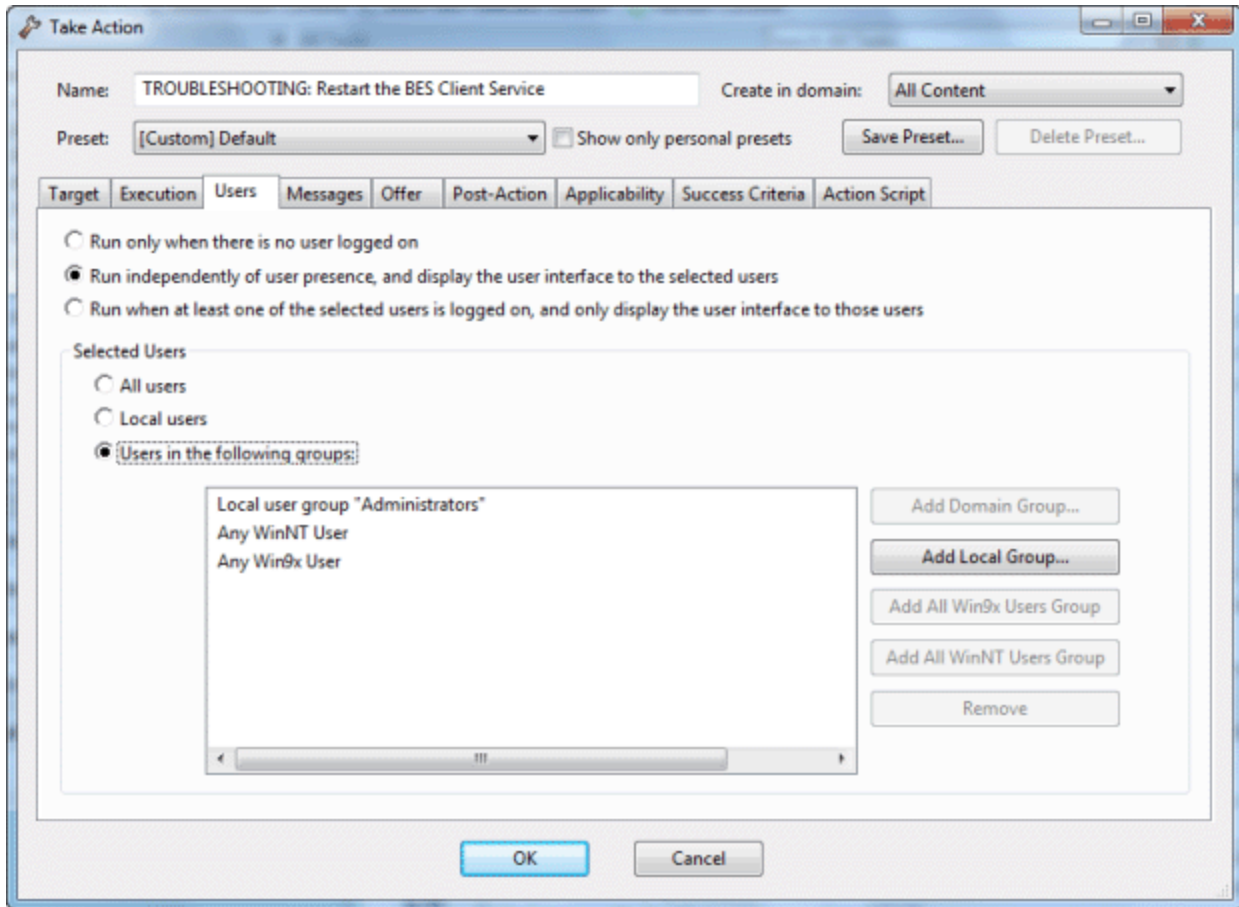 Take Action
Name: TROUBLESHOOTING: Restart the BES Client Service Create in domain: All Content
Preset: [Custom] Default Show only personal presets Save Preset... Delete Preset...
Target Execution Users Messages Offer Post-Action Applicability Success Criteria Action Script
Run only when there is no user logged on
Run independently of user presence, and display the user interface to the selected users
Run when at least one of the selected users is logged on, and only display the user interface to those users
Selected Users
All users
Local users
Users in the following groups:
Local user group "Administrators"
Any WinNT User
Any Win9x User
Add Domain Group...
Add Local Group...
Add All Win9x Users Group
Add All WinNT Users Group
Remove
OK Cancel